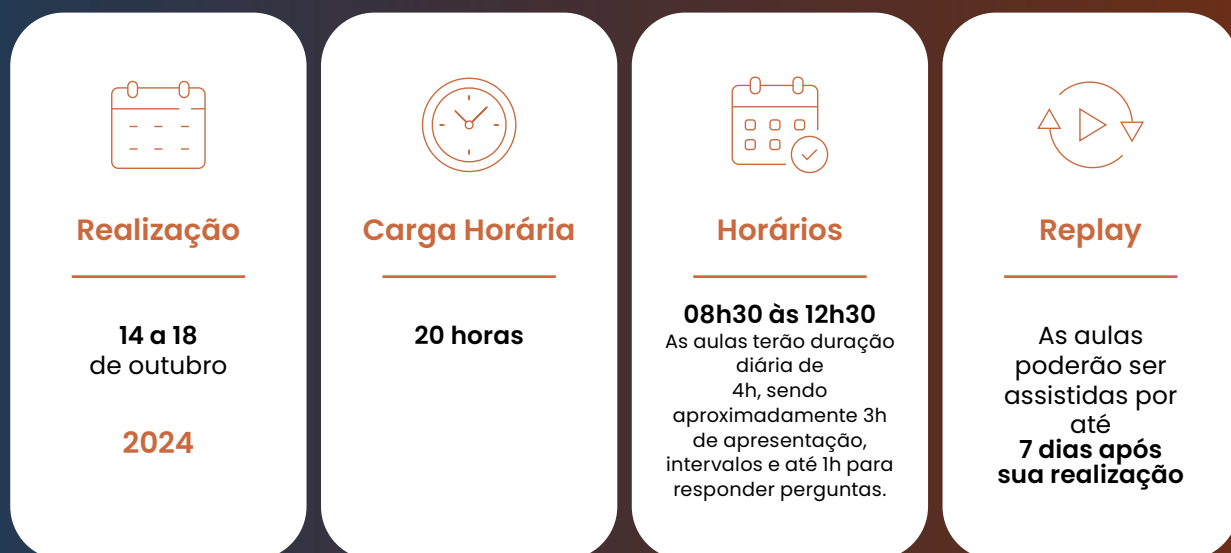 Realização
14 a 18
de outubro
2024
Carga Horária
20 horas
Horários
08h30 às 12h30
As aulas terão duração
diária de
4h, sendo
aproximadamente 3h
de apresentação,
intervalos e até 1h para
responder perguntas.
Replay
As aulas
poderão ser
assistidas por
até
7 dias após
sua realização